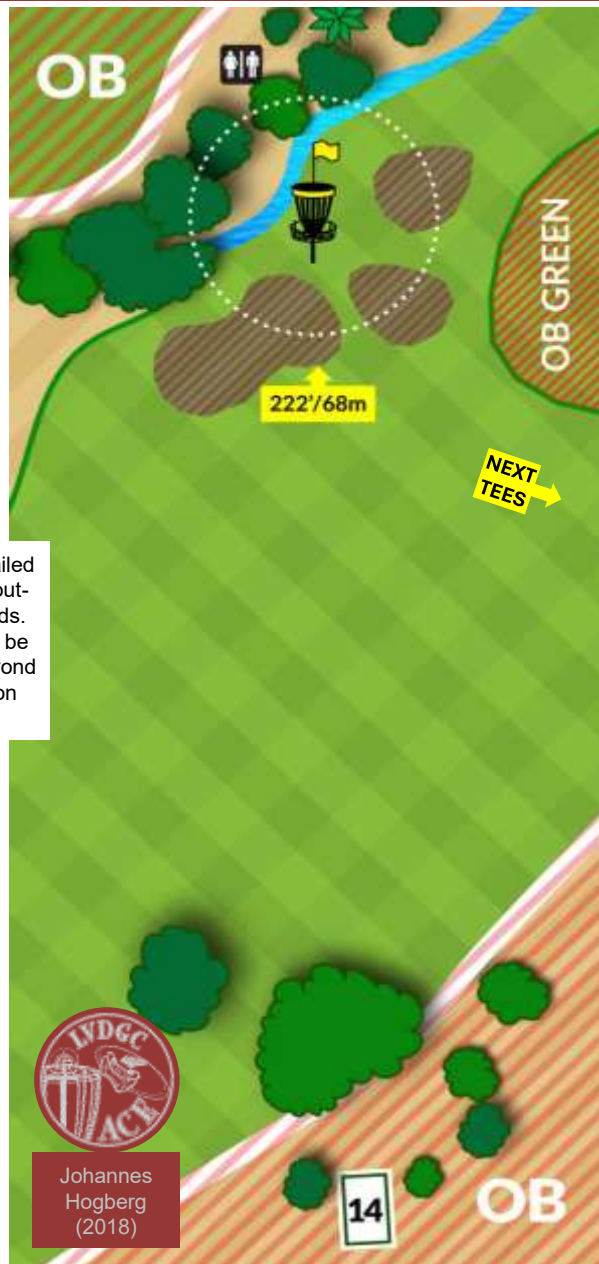 OB
OB GREEN
222'/68m
NEXT
TEES
iled
out-
ds.
be
ond
on
LVDGC
ACE
Johannes
Hogberg
(2018)
14
OB